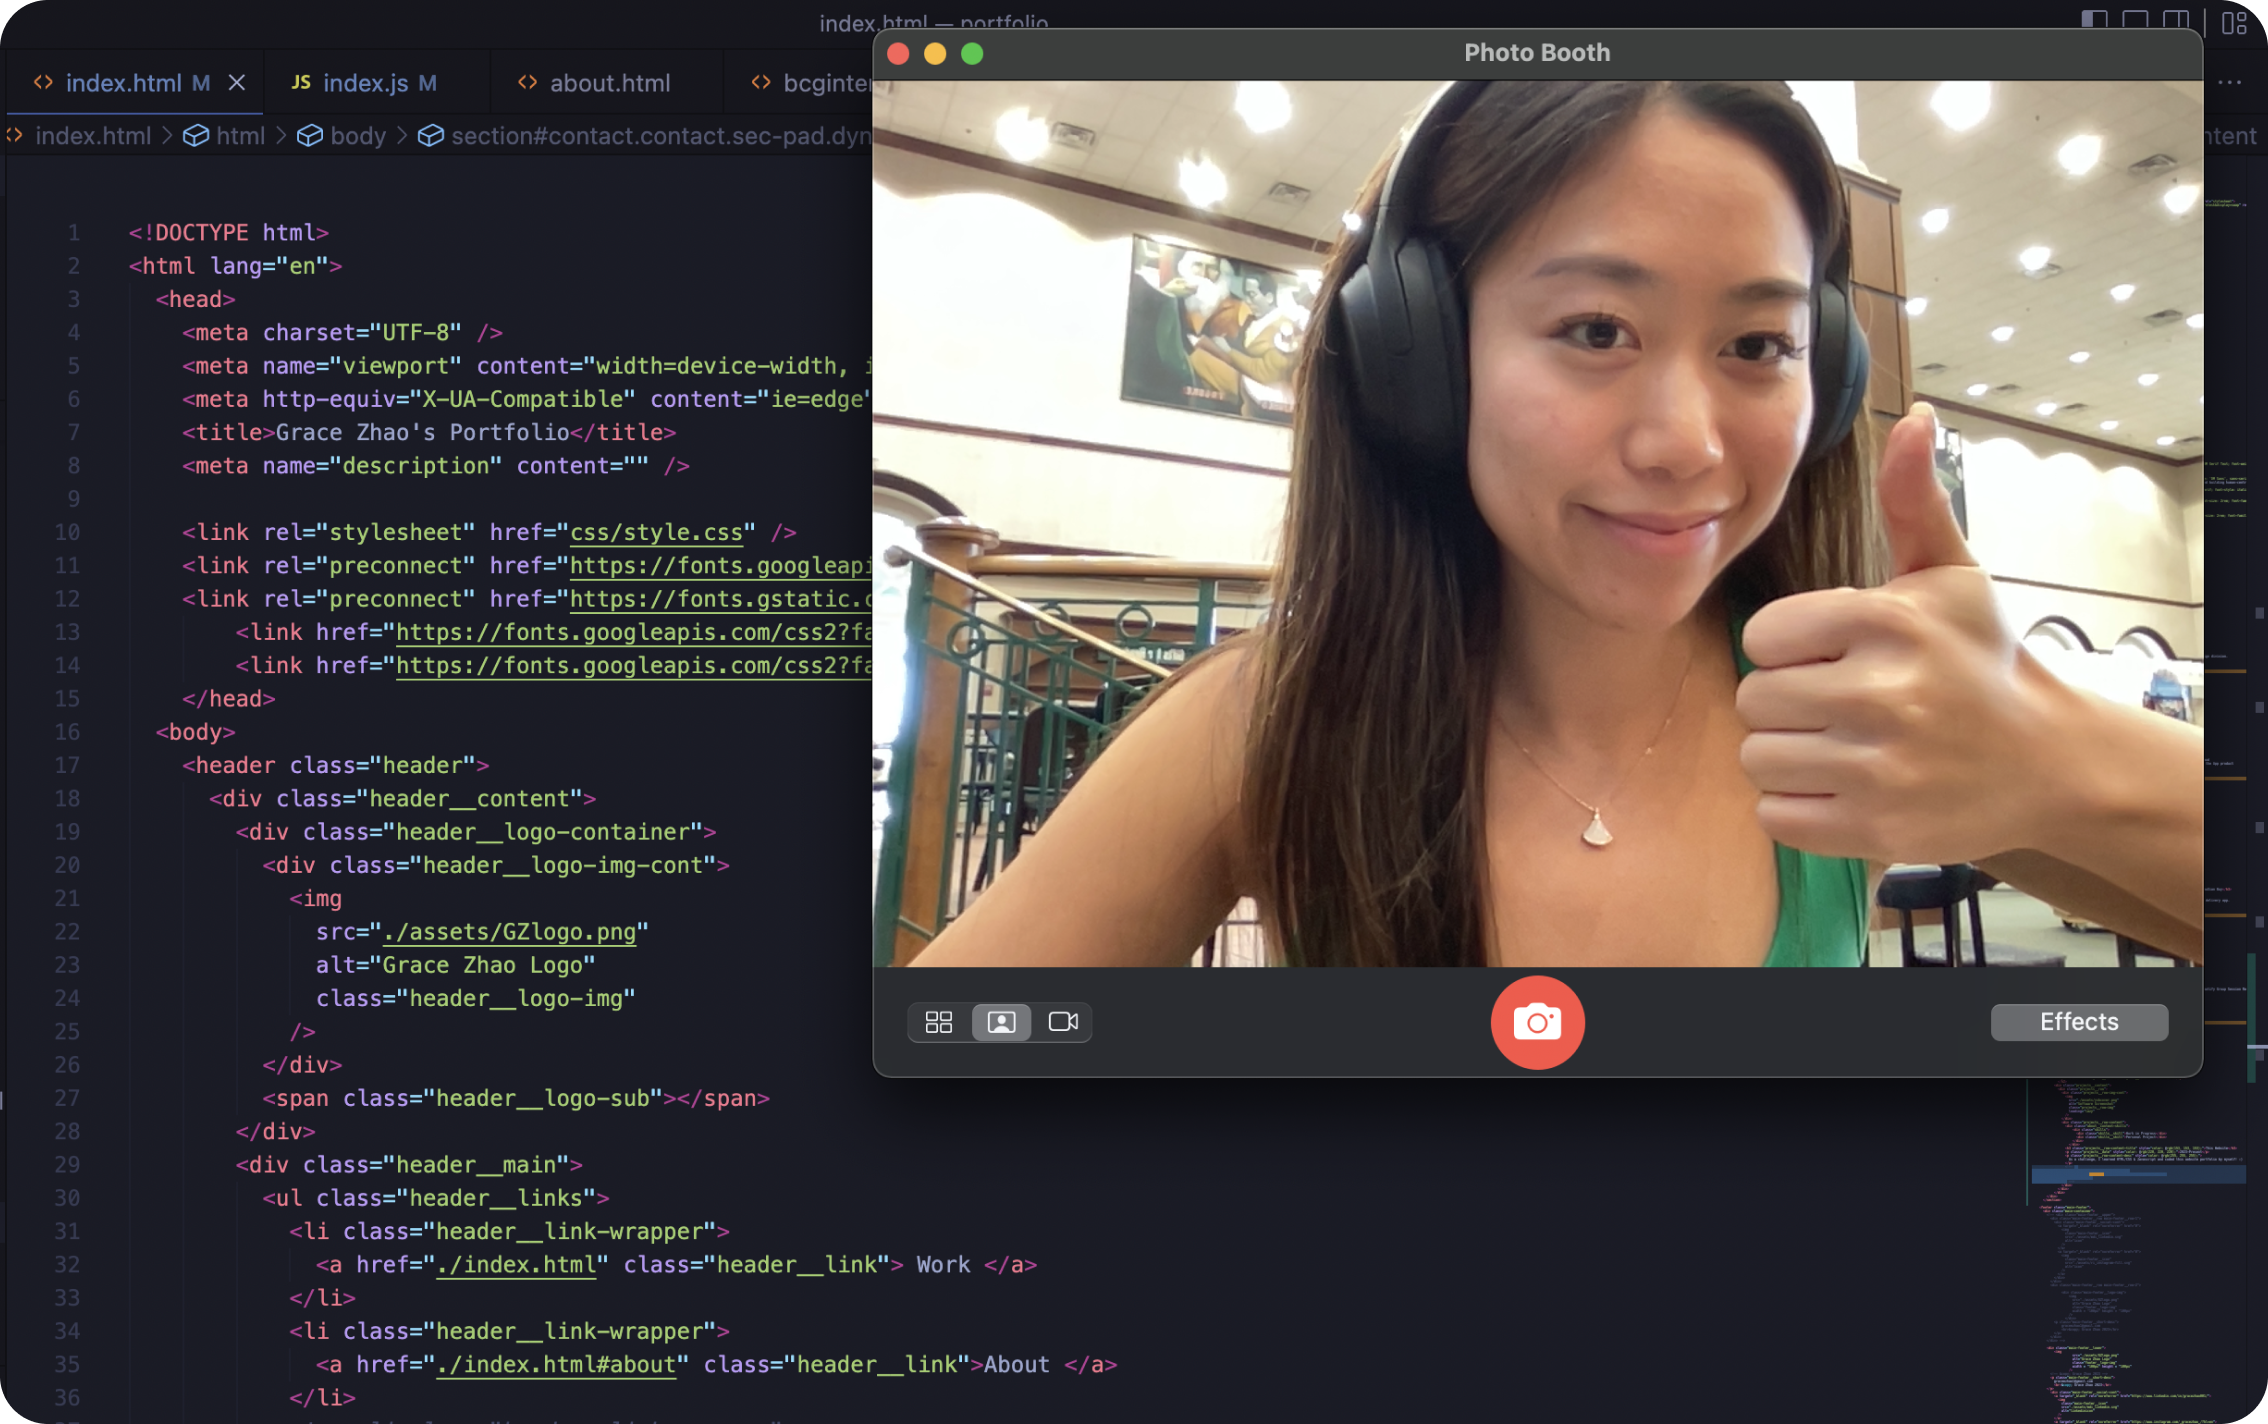 index.html — portfolio
index.html M
JS index.js M
about.html
bcginte
index.html > html > body > section#contact.contact.sec-pad.dyn
ntent
Photo Booth
1 <!DOCTYPE html>
2 <html lang="en">
3 <head>
4 <meta charset="UTF-8" />
5 <meta name="viewport" content="width=device-width, i
6 <meta http-equiv="X-UA-Compatible" content="ie=edge"
7 <title>Grace Zhao's Portfolio</title>
8 <meta name="description" content="" />
9
10 <link rel="stylesheet" href="css/style.css" />
11 <link rel="preconnect" href="https://fonts.googleapi
12 <link rel="preconnect" href="https://fonts.gstatic.c
13 <link href="https://fonts.googleapis.com/css2?fa
14 <link href="https://fonts.googleapis.com/css2?fa
15 </head>
16 <body>
17 <header class="header">
18 <div class="header__content">
19 <div class="header__logo-container">
20 <div class="header__logo-img-cont">
21 <img
22 src="./assets/GZlogo.png"
23 alt="Grace Zhao Logo"
24 class="header__logo-img"
25 />
26 </div>
27 <span class="header__logo-sub"></span>
28 </div>
29 <div class="header__main">
30 <ul class="header__links">
31 <li class="header__link-wrapper">
32 <a href="./index.html" class="header__link"> Work </a>
33 </li>
34 <li class="header__link-wrapper">
35 <a href="./index.html#about" class="header__link">About </a>
36 </li>
Effects